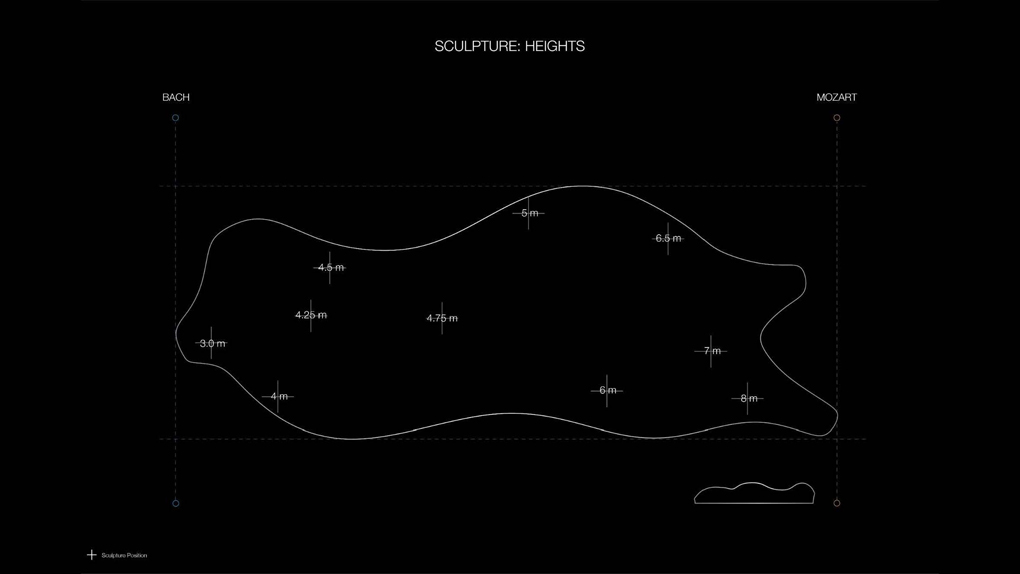 SCULPTURE: HEIGHTS
BACH
MOZART
5 m
6.5 m
4.5 m
4.25 m
4.75 m
3.0 m
7 m
6 m
4 m
8 m
Sculpture Position